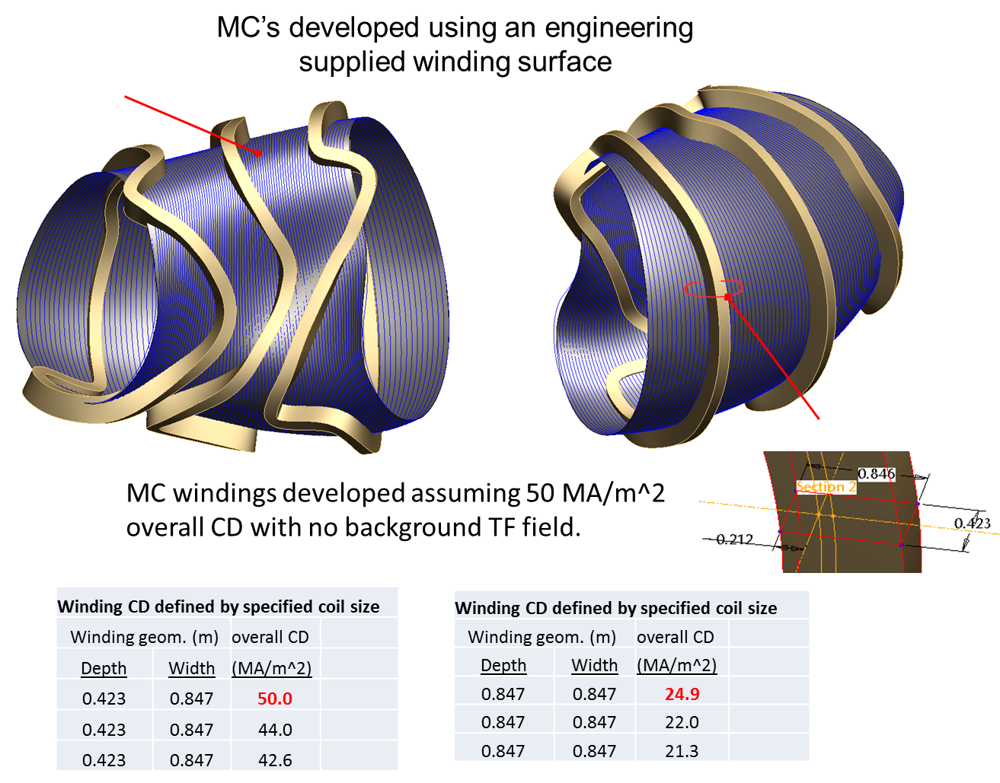 MC’s developed using an engineering
supplied winding surface
MC windings developed assuming 50 MA/m^2
overall CD with no background TF field.
0.846
Section 2
0.423
0.212
Winding CD defined by specified coil size
Winding geom. (m) overall CD
Depth Width (MA/m^2)
0.423 0.847 50.0
0.423 0.847 44.0
0.423 0.847 42.6
Winding CD defined by specified coil size
Winding geom. (m) overall CD
Depth Width (MA/m^2)
0.847 0.847 24.9
0.847 0.847 22.0
0.847 0.847 21.3